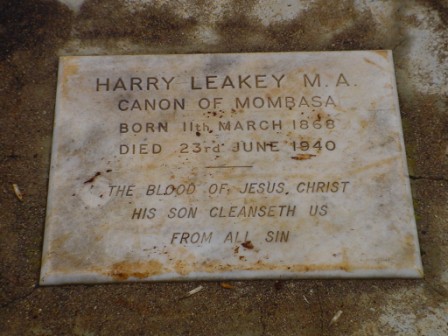 HARRY LEAKEY M.A.
CANON OF MOMBASA
BORN 11th MARCH 1868
DIED 23rd JUNE 1940
THE BLOOD OF JESUS CHRIST
HIS SON CLEANSETH US
FROM ALL SIN